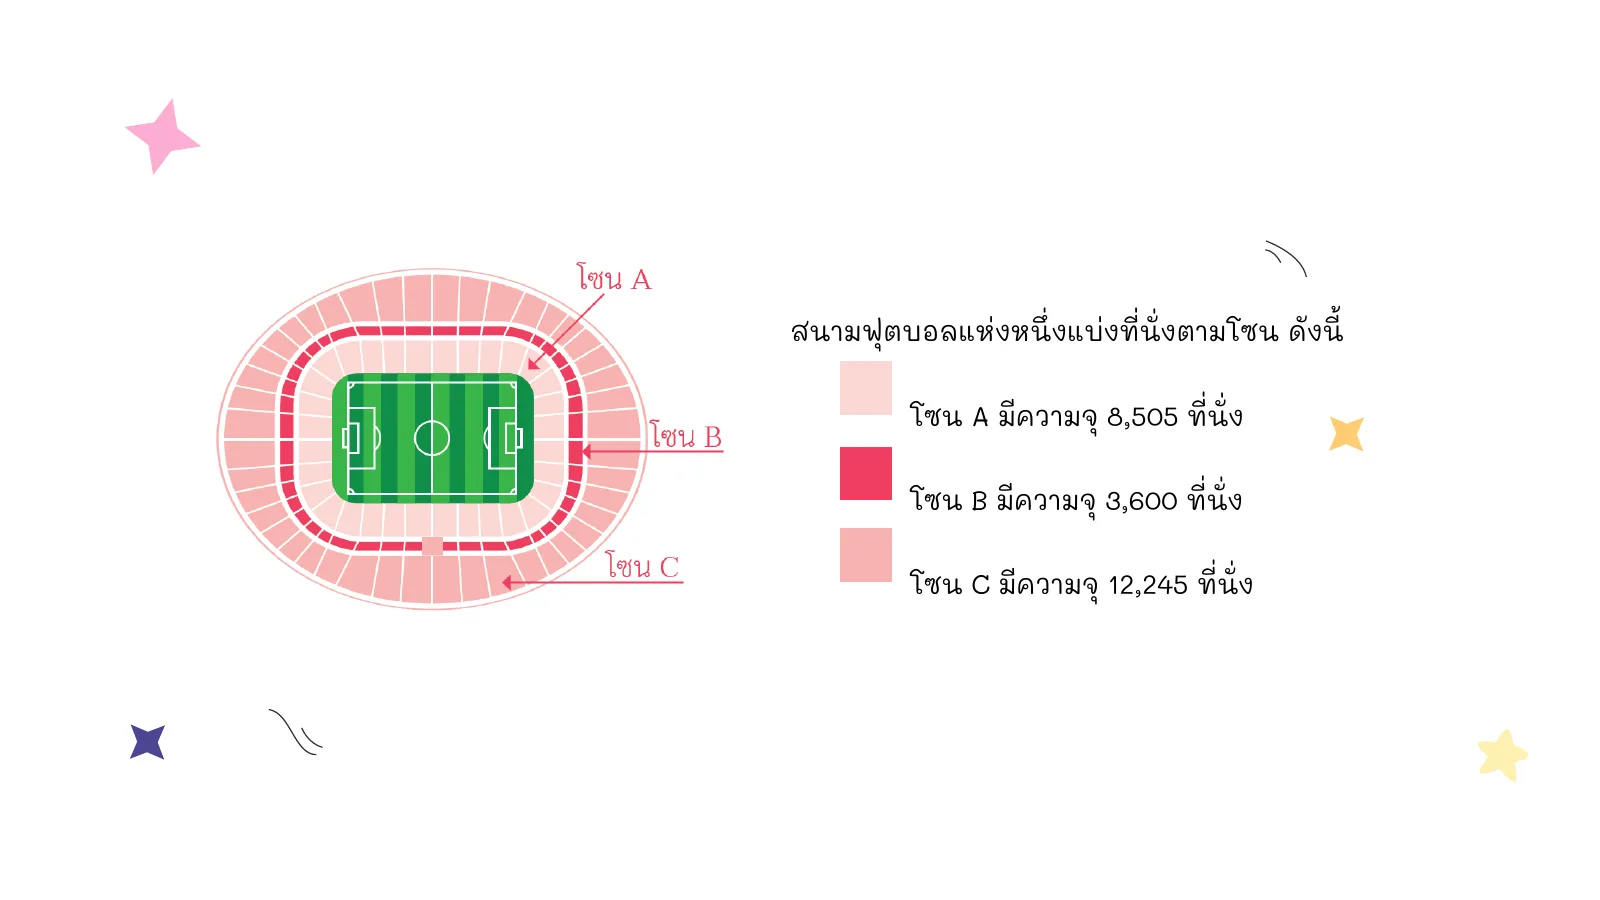 โซน A
โซน B
โซน C
สนามฟุตบอลแห่งหนึ่งแบ่งที่นั่งตามโซน ดังนี้
โซน A มีความจุ 8,505 ที่นั่ง
โซน B มีความจุ 3,600 ที่นั่ง
โซน C มีความจุ 12,245 ที่นั่ง